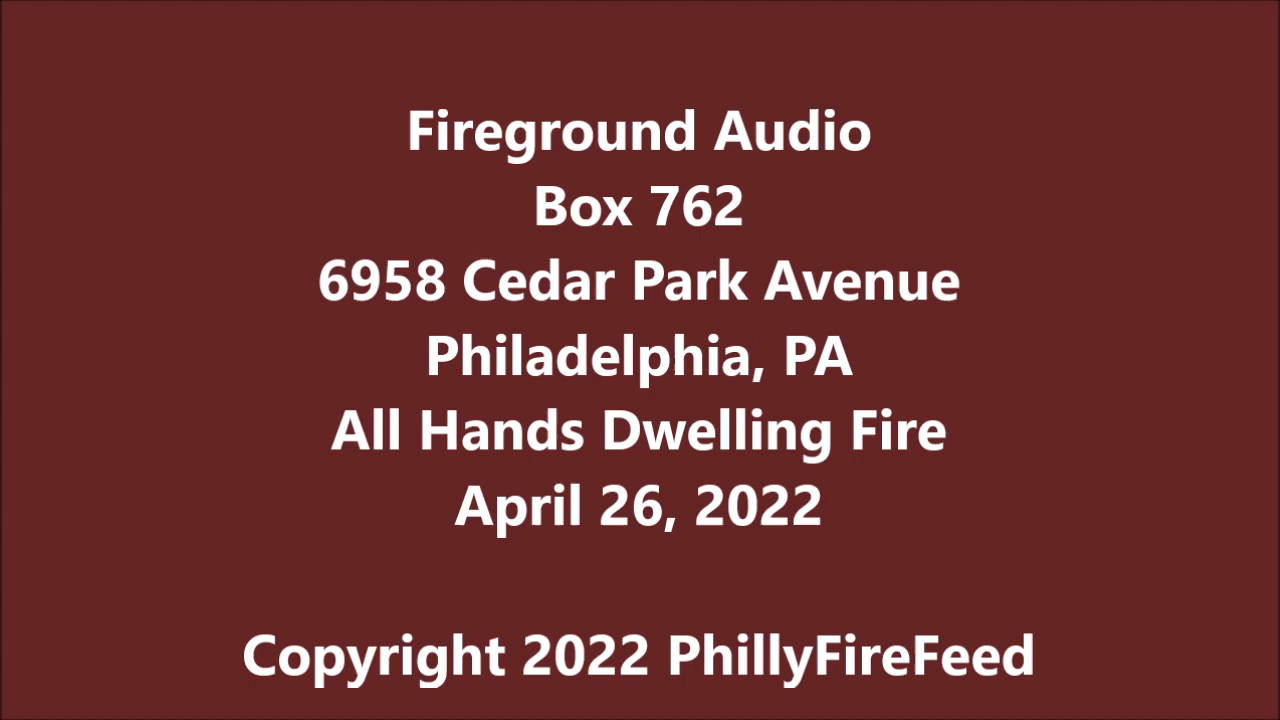 Fireground Audio
Box 762
6958 Cedar Park Avenue
Philadelphia, PA
All Hands Dwelling Fire
April 26, 2022
Copyright 2022 PhillyFireFeed